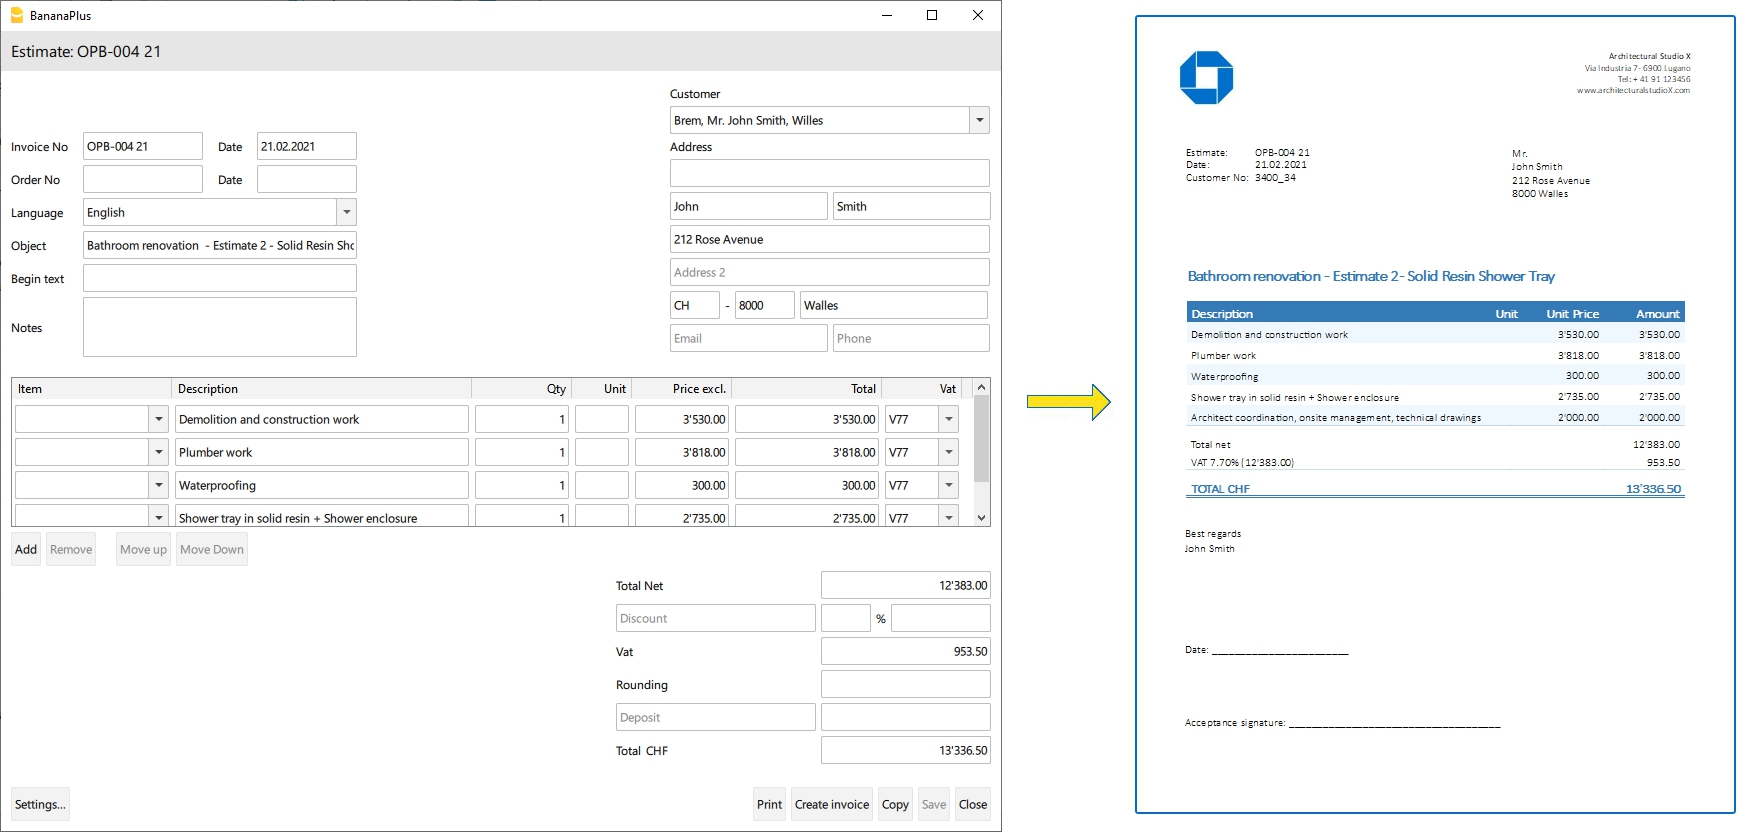 BananaPlus
Estimate: OPB-004 21
Customer
Brem, Mr. John Smith, Willes
Invoice No OPB-004 21 Date 21.02.2021
Address
Order No Date
Language English
John Smith
Object Bathroom renovation - Estimate 2 - Solid Resin Sho
212 Rose Avenue
Begin text
Address 2
Notes
CH - 8000 Walles
Email Phone
Item Description Qty Unit Price excl. Total Vat
Demolition and construction work 1 3'530.00 3'530.00 V77
Plumber work 1 3'818.00 3'818.00 V77
Waterproofing 1 300.00 300.00 V77
Shower tray in solid resin + Shower enclosure 1 2'735.00 2'735.00 V77
Add Remove Move up Move Down
Total Net 12'383.00
Discount %
Vat 953.50
Rounding
Deposit
Total CHF 13'336.50
Settings... Print Create invoice Copy Save Close
Architectural Studio X
Via Industria 7- 6900 Lugano
Tel: + 41 91 123456
www.architecturalstudioX.com
Estimate: OPB-004 21
Date: 21.02.2021
Customer No: 3400_34
Mr.
John Smith
212 Rose Avenue
8000 Walles
Bathroom renovation - Estimate 2- Solid Resin Shower Tray
Description Unit Unit Price Amount
Demolition and construction work 3'530.00 3'530.00
Plumber work 3'818.00 3'818.00
Waterproofing 300.00 300.00
Shower tray in solid resin + Shower enclosure 2'735.00 2'735.00
Architect coordination, onsite management, technical drawings 2'000.00 2'000.00
Total net 12'383.00
VAT 7.70% (12'383.00) 953.50
TOTAL CHF 13'336.50
Best regards
John Smith
Date: ________________________
Acceptance signature: _____________________________________